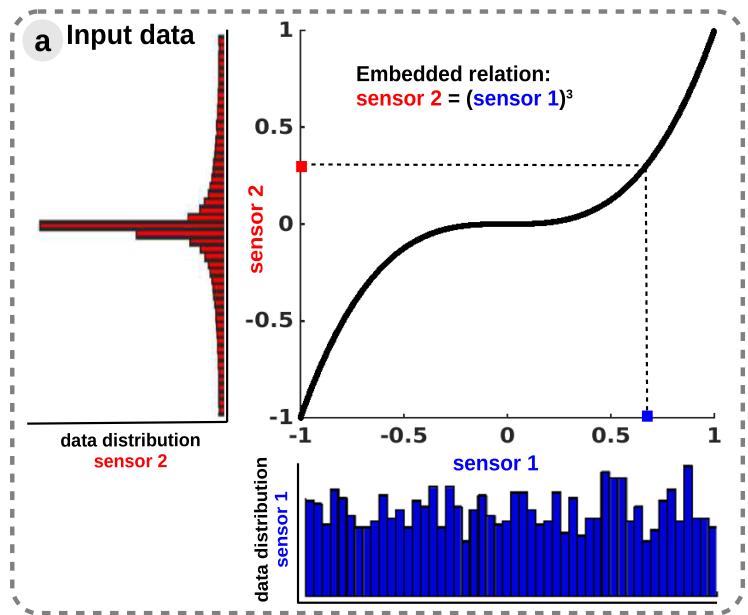 a Input data
Embedded relation:
sensor 2 = (sensor 1)³
1
0.5
0
-0.5
-1
sensor 2
-1 -0.5 0 0.5 1
sensor 1
data distribution
sensor 2
data distribution
sensor 1